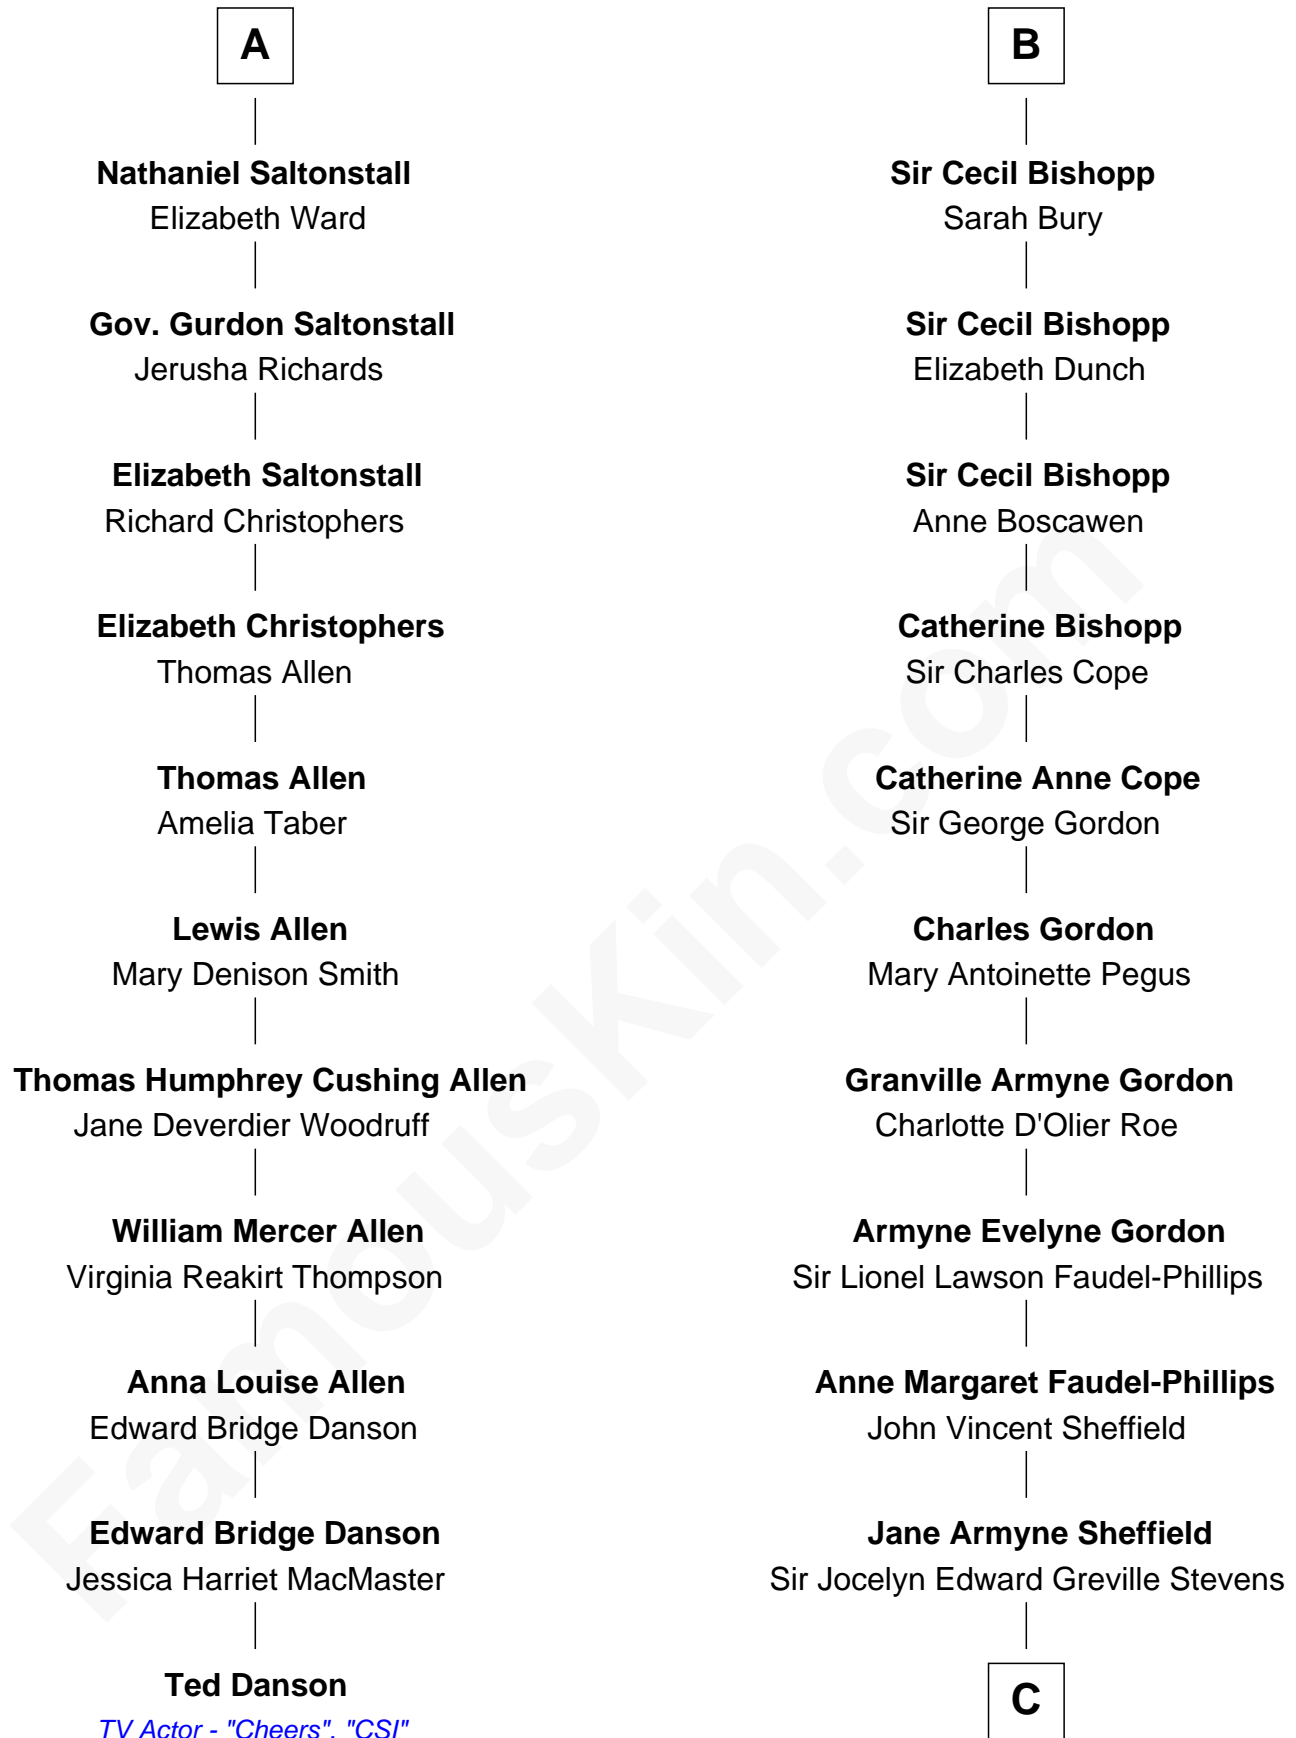 A
Nathaniel Saltonstall
Elizabeth Ward
Gov. Gurdon Saltonstall
Jerusha Richards
Elizabeth Saltonstall
Richard Christophers
Elizabeth Christophers
Thomas Allen
Thomas Allen
Amelia Taber
Lewis Allen
Mary Denison Smith
Thomas Humphrey Cushing Allen
Jane Deverdier Woodruff
William Mercer Allen
Virginia Reakirt Thompson
Anna Louise Allen
Edward Bridge Danson
Edward Bridge Danson
Jessica Harriet MacMaster
Ted Danson
TV Actor - "Cheers", "CSI"
B
Sir Cecil Bishopp
Sarah Bury
Sir Cecil Bishopp
Elizabeth Dunch
Sir Cecil Bishopp
Anne Boscawen
Catherine Bishopp
Sir Charles Cope
Catherine Anne Cope
Sir George Gordon
Charles Gordon
Mary Antoinette Pegus
Granville Armyne Gordon
Charlotte D'Olier Roe
Armyne Evelyne Gordon
Sir Lionel Lawson Faudel-Phillips
Anne Margaret Faudel-Phillips
John Vincent Sheffield
Jane Armyne Sheffield
Sir Jocelyn Edward Greville Stevens
C
FamousKin.com